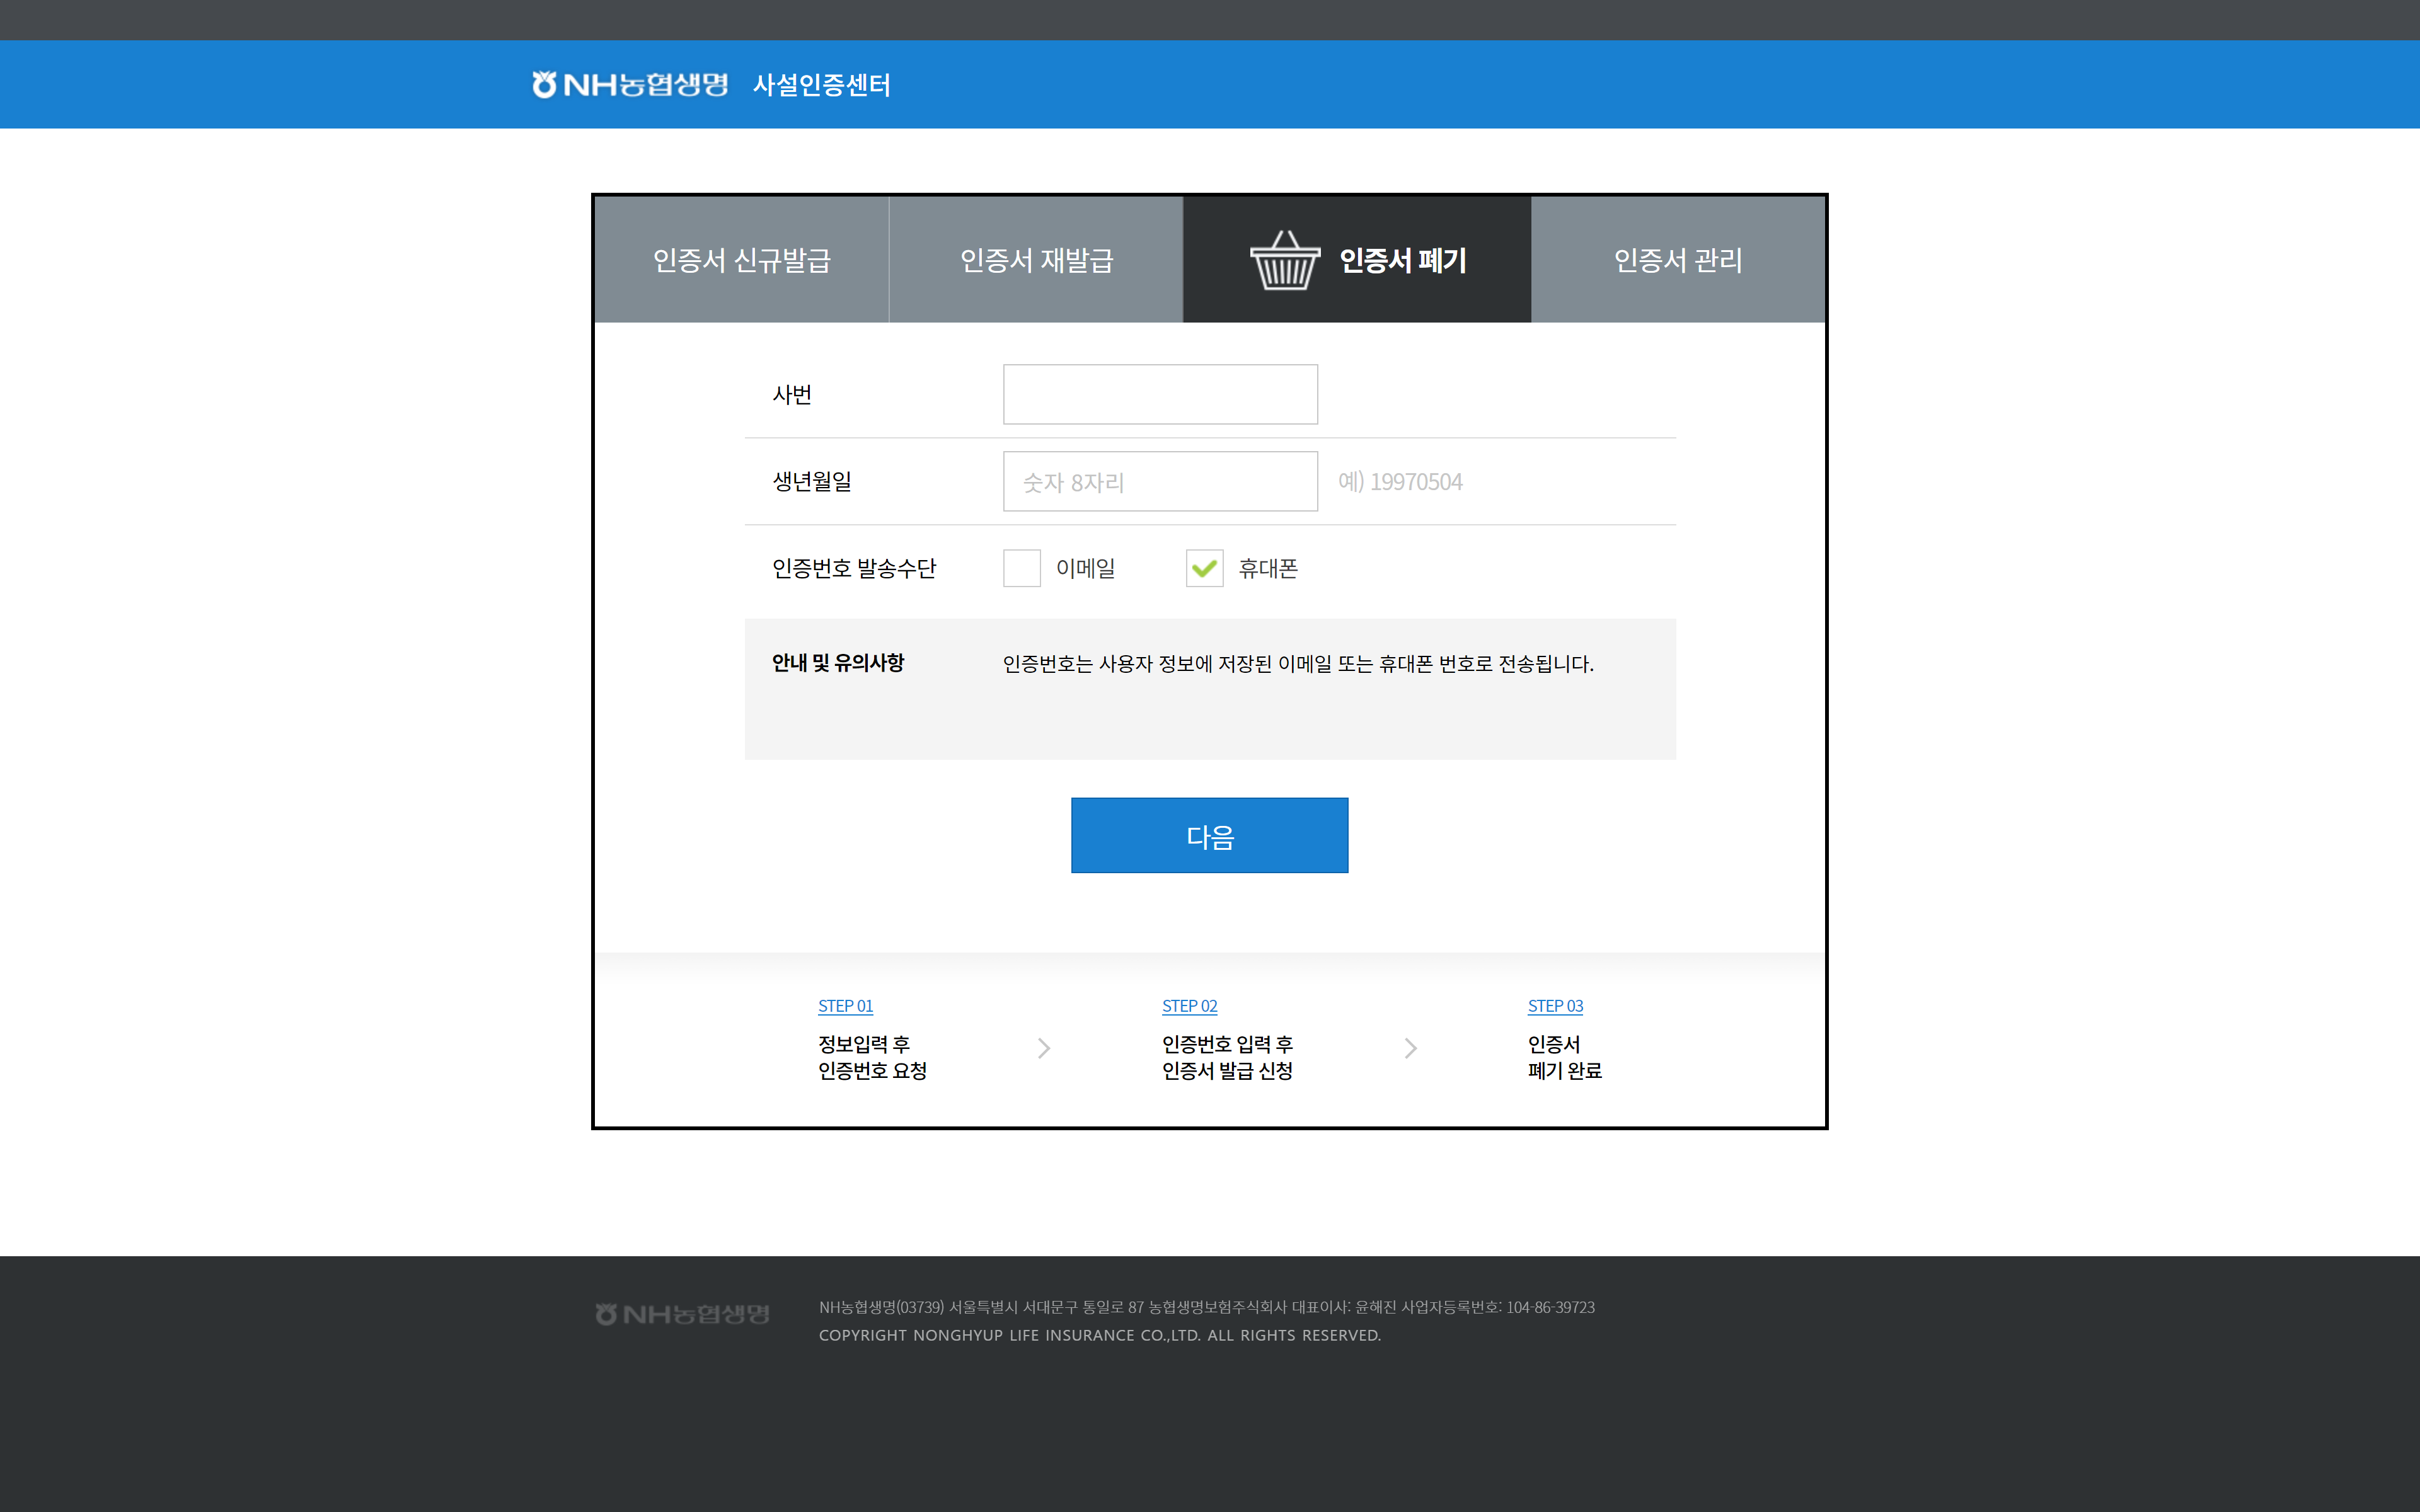 NH농협생명 사설인증센터
인증서 신규발급
인증서 재발급
인증서 폐기
인증서 관리
사번
생년월일 숫자 8자리 예) 19970504
인증번호 발송수단 이메일 휴대폰
안내 및 유의사항 인증번호는 사용자 정보에 저장된 이메일 또는 휴대폰 번호로 전송됩니다.
다음
STEP 01
정보입력 후
인증번호 요청
STEP 02
인증번호 입력 후
인증서 발급 신청
STEP 03
인증서
폐기 완료
NH농협생명
NH농협생명(03739) 서울특별시 서대문구 통일로 87 농협생명보험주식회사 대표이사: 윤해진 사업자등록번호: 104-86-39723
COPYRIGHT NONGHYUP LIFE INSURANCE CO.,LTD. ALL RIGHTS RESERVED.